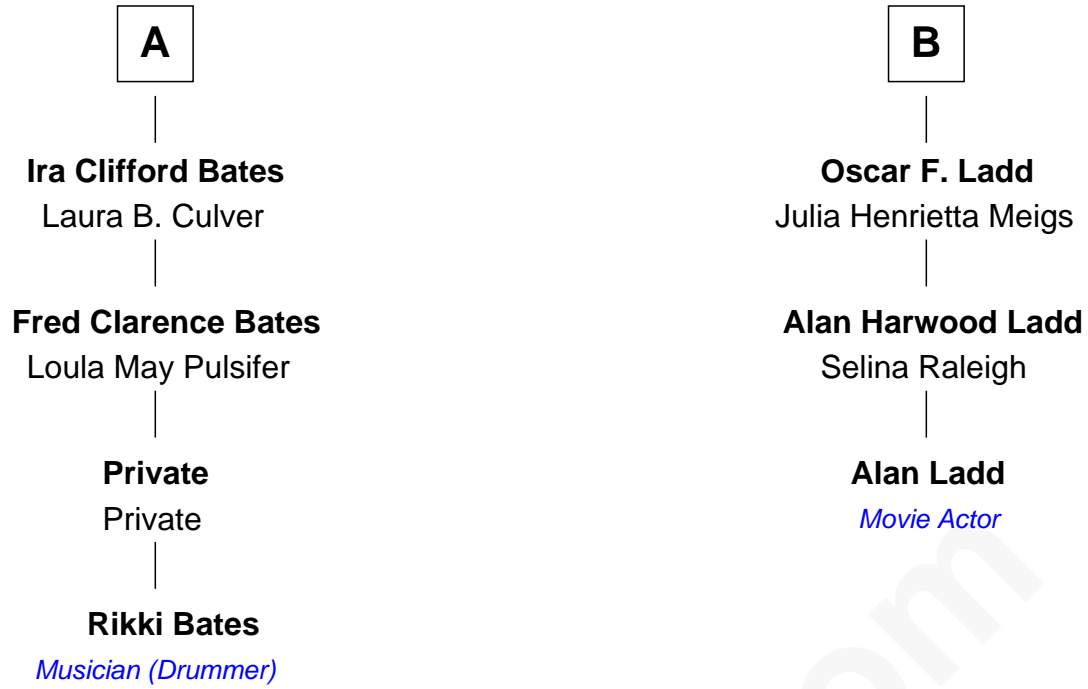 A
Ira Clifford Bates
Laura B. Culver
Fred Clarence Bates
Loula May Pulsifer
Private
Private
Rikki Bates
Musician (Drummer)
B
Oscar F. Ladd
Julia Henrietta Meigs
Alan Harwood Ladd
Selina Raleigh
Alan Ladd
Movie Actor
om